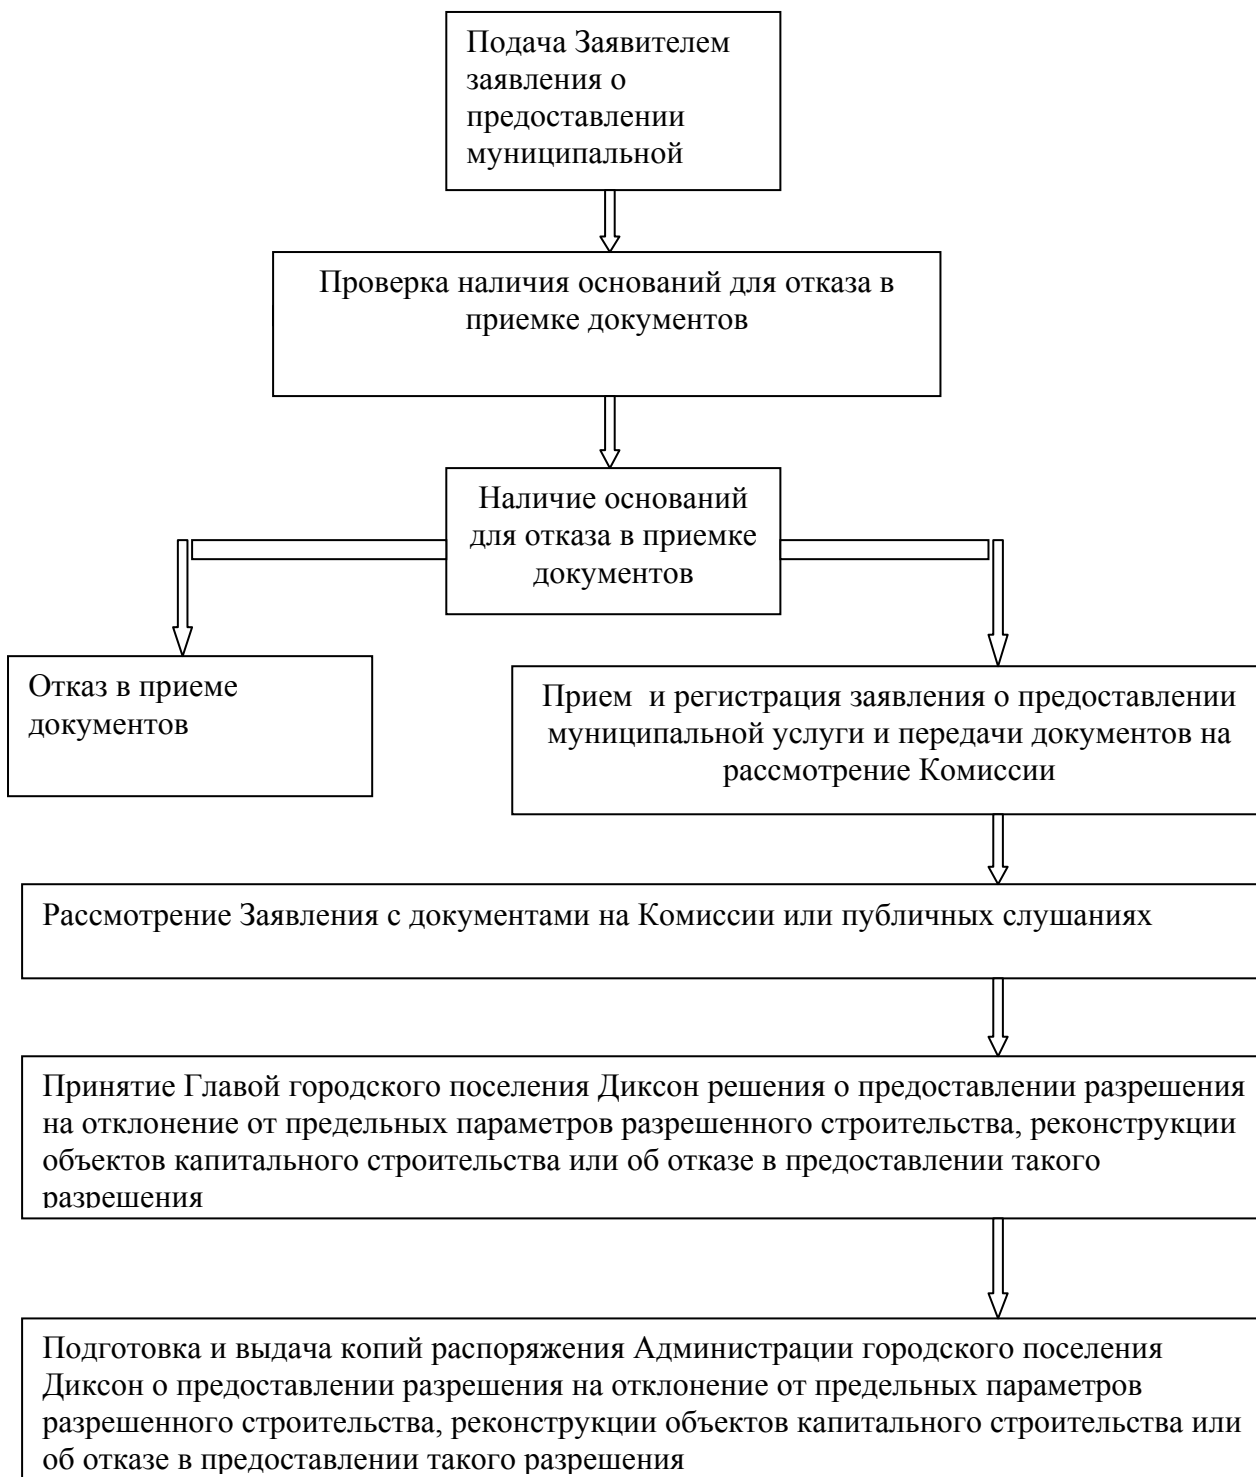 Подача Заявителем
заявления о
предоставлении
муниципальной
Проверка наличия оснований для отказа в
приемке документов
Наличие оснований
для отказа в приемке
документов
Отказ в приеме
документов
Прием  и регистрация заявления о предоставлении
муниципальной услуги и передачи документов на
рассмотрение Комиссии
Рассмотрение Заявления с документами на Комиссии или публичных слушаниях
Принятие Главой городского поселения Диксон решения о предоставлении разрешения
на отклонение от предельных параметров разрешенного строительства, реконструкции
объектов капитального строительства или об отказе в предоставлении такого
разрешения
Подготовка и выдача копий распоряжения Администрации городского поселения
Диксон о предоставлении разрешения на отклонение от предельных параметров
разрешенного строительства, реконструкции объектов капитального строительства или
об отказе в предоставлении такого разрешения